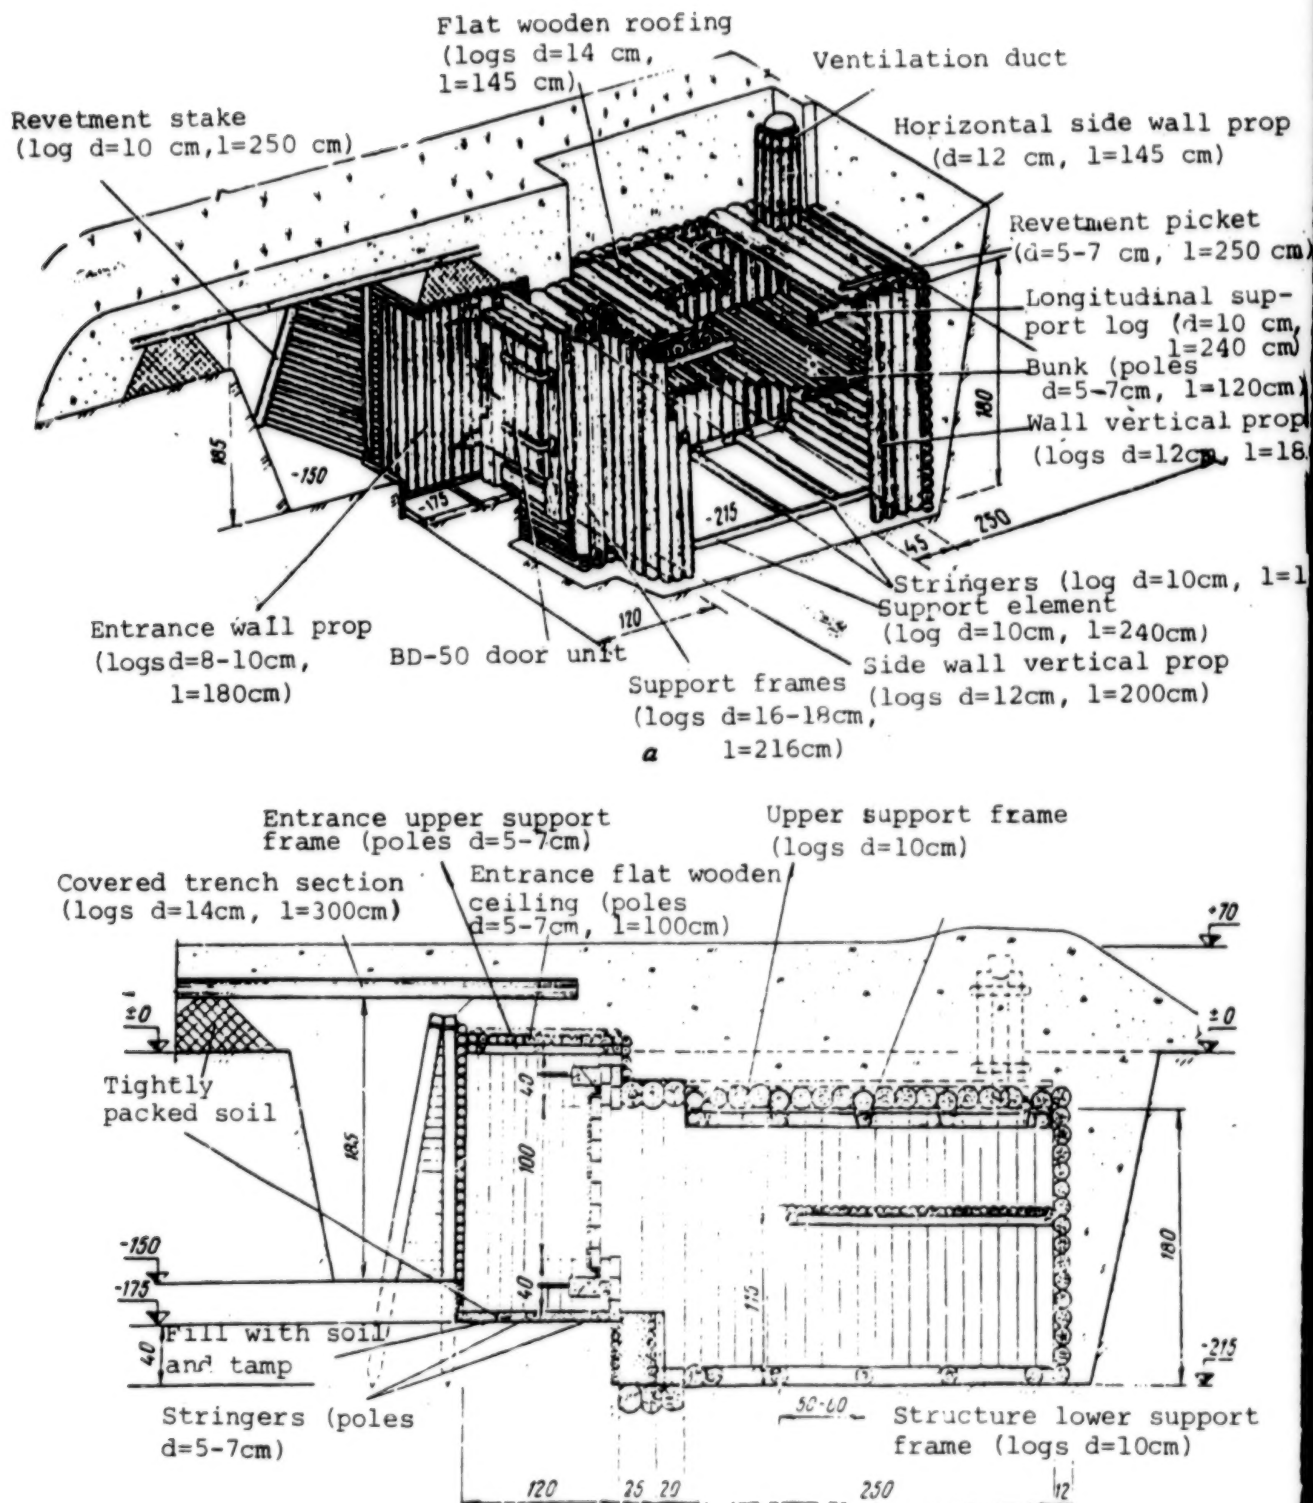 Flat wooden roofing
(logs d=14 cm,
l=145 cm)
Ventilation duct
Revetment stake
(log d=10 cm,l=250 cm)
Horizontal side wall prop
(d=12 cm, l=145 cm)
Revetment picket
(d=5-7 cm, l=250 cm)
Longitudinal sup-
port log (d=10 cm,
l=240 cm)
Bunk (poles
d=5-7cm, l=120cm)
Wall vertical prop
(logs d=12cm, l=18
180
185
-150
-175
-215
45
250
120
Stringers (log d=10cm, l=1
Support element
(log d=10cm, l=240cm)
Entrance wall prop
(logsd=8-10cm,
l=180cm)
BD-50 door unit
Side wall vertical prop
(logs d=12cm, l=200cm)
Support frames
(logs d=16-18cm,
l=216cm)
a
Entrance upper support
frame (poles d=5-7cm)
Upper support frame
(logs d=10cm)
Covered trench section
(logs d=14cm, l=300cm)
Entrance flat wooden
ceiling (poles
d=5-7cm, l=100cm)
+70
±0
±0
Tightly
packed soil
185
40
100
40
115
180
-150
-175
-215
40
Fill with soil
and tamp
Stringers (poles
d=5-7cm)
50-60
Structure lower support
frame (logs d=10cm)
120
25
20
250
12